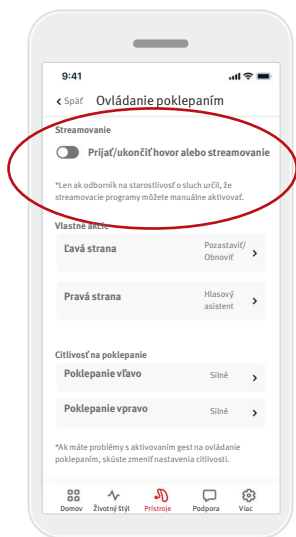 9:41
Späť Ovládanie poklepaním
Streamovanie
Prijať/ukončiť hovor alebo streamovanie
*Len ak odborník na starostlivosť o sluch určil, že
streamovacie programy môžete manuálne aktivovať.
Vlastné akcie
Ľavá strana
Pozastaviť/
Obnoviť
Pravá strana
Hlasový
asistent
Citlivosť na poklepanie
Poklepanie vľavo Silné
Poklepanie vpravo Silné
*Ak máte problémy s aktivovaním gest na ovládanie
poklepaním, skúste zmeniť nastavenia citlivosti.
Domov Životný štýl Prístroje Podpora Viac